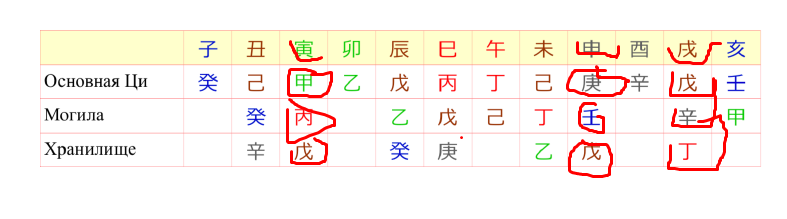 子 丑 寅 卯 辰 巳 午 未 申 酉 戌 亥
Основная Ци 癸 己 甲 乙 戊 丙 丁 己 庚 辛 戊 壬
Могила 癸 丙 乙 戊 己 丁 壬 辛 甲
Хранилище 辛 戊 癸 庚 乙 戊 丁